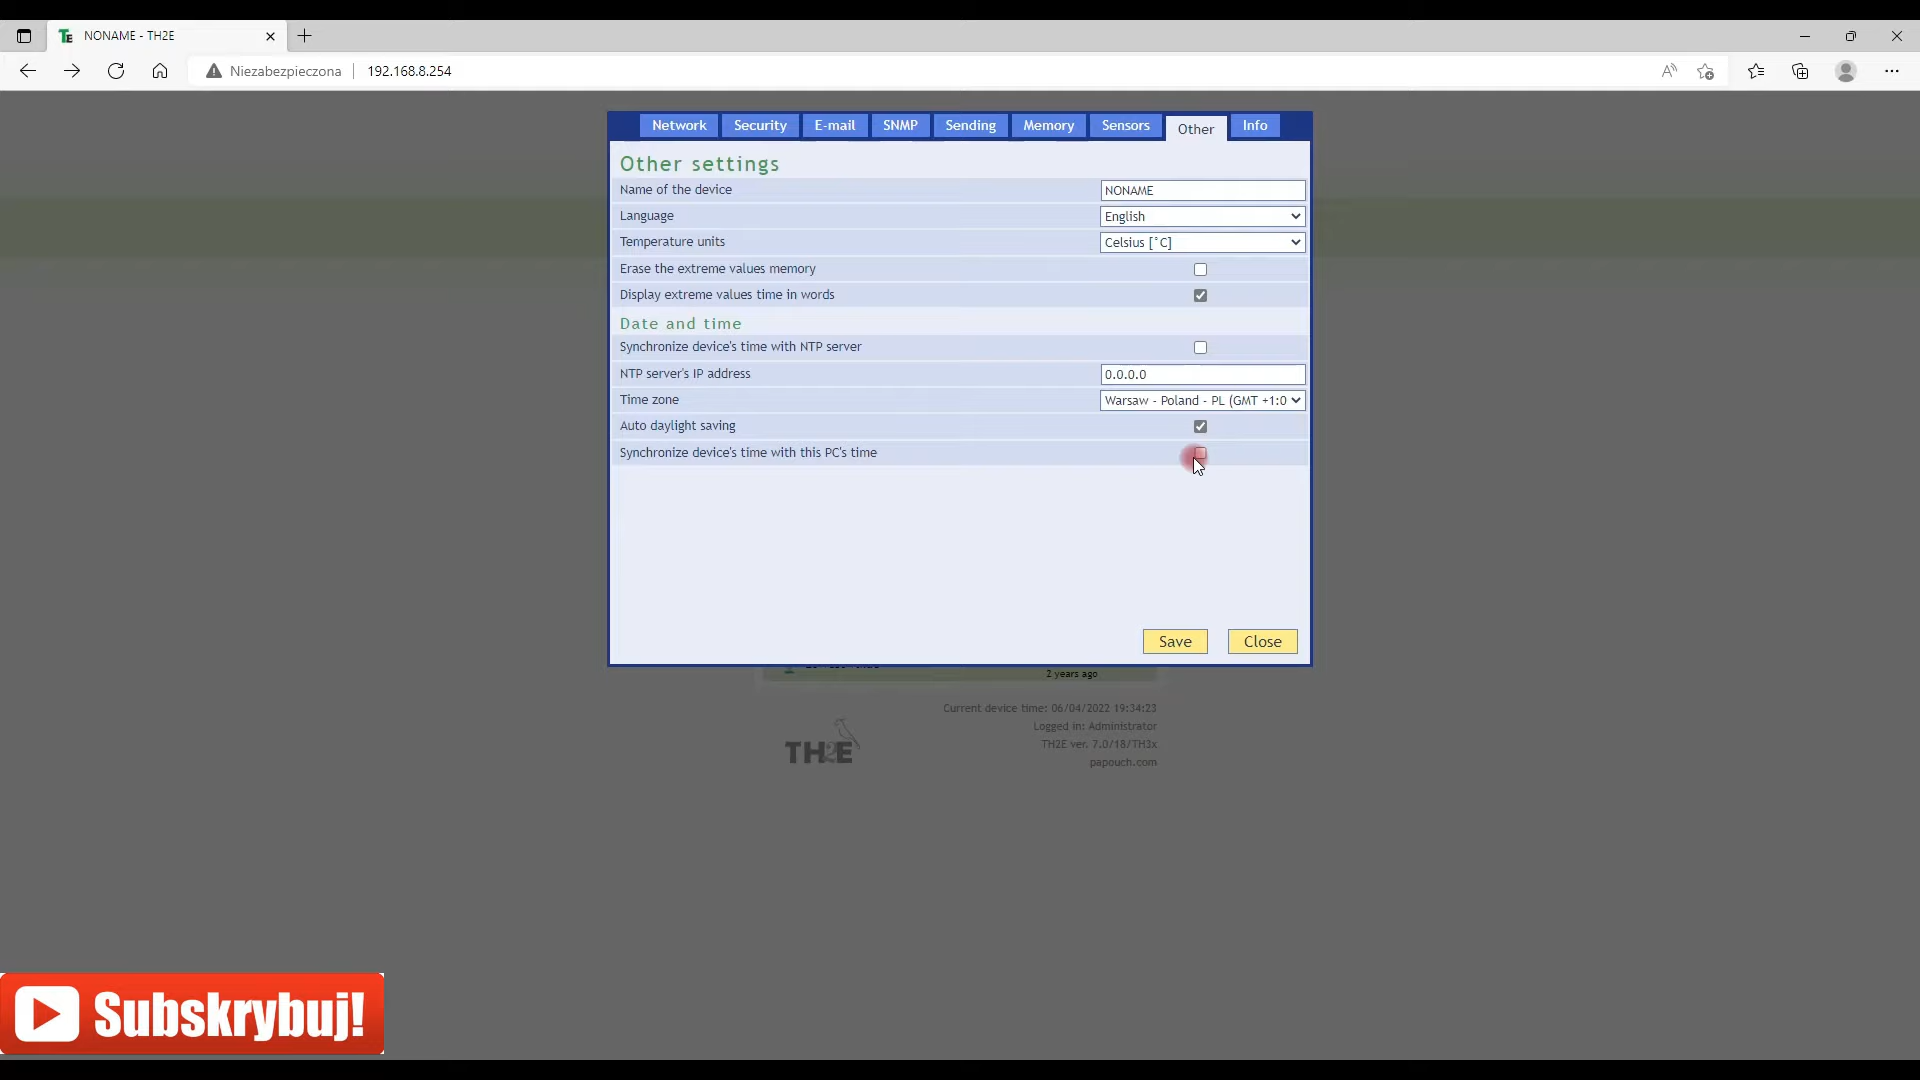 NONAME - TH2E
Niezabezpieczona
192.168.8.254
Network
Security
E-mail
SNMP
Sending
Memory
Sensors
Other
Info
Other settings
Name of the device
NONAME
Language
English
Temperature units
Celsius [°C]
Erase the extreme values memory
Display extreme values time in words
Date and time
Synchronize device's time with NTP server
NTP server's IP address
0.0.0.0
Time zone
Warsaw - Poland - PL (GMT +1:0
Auto daylight saving
Synchronize device's time with this PC's time
Save
Close
2 years ago
Current device time: 06/04/2022 19:34:23
Logged in: Administrator
TH2E ver. 7.0/18/TH3x
papouch.com
TH2E
Subskrybuj!